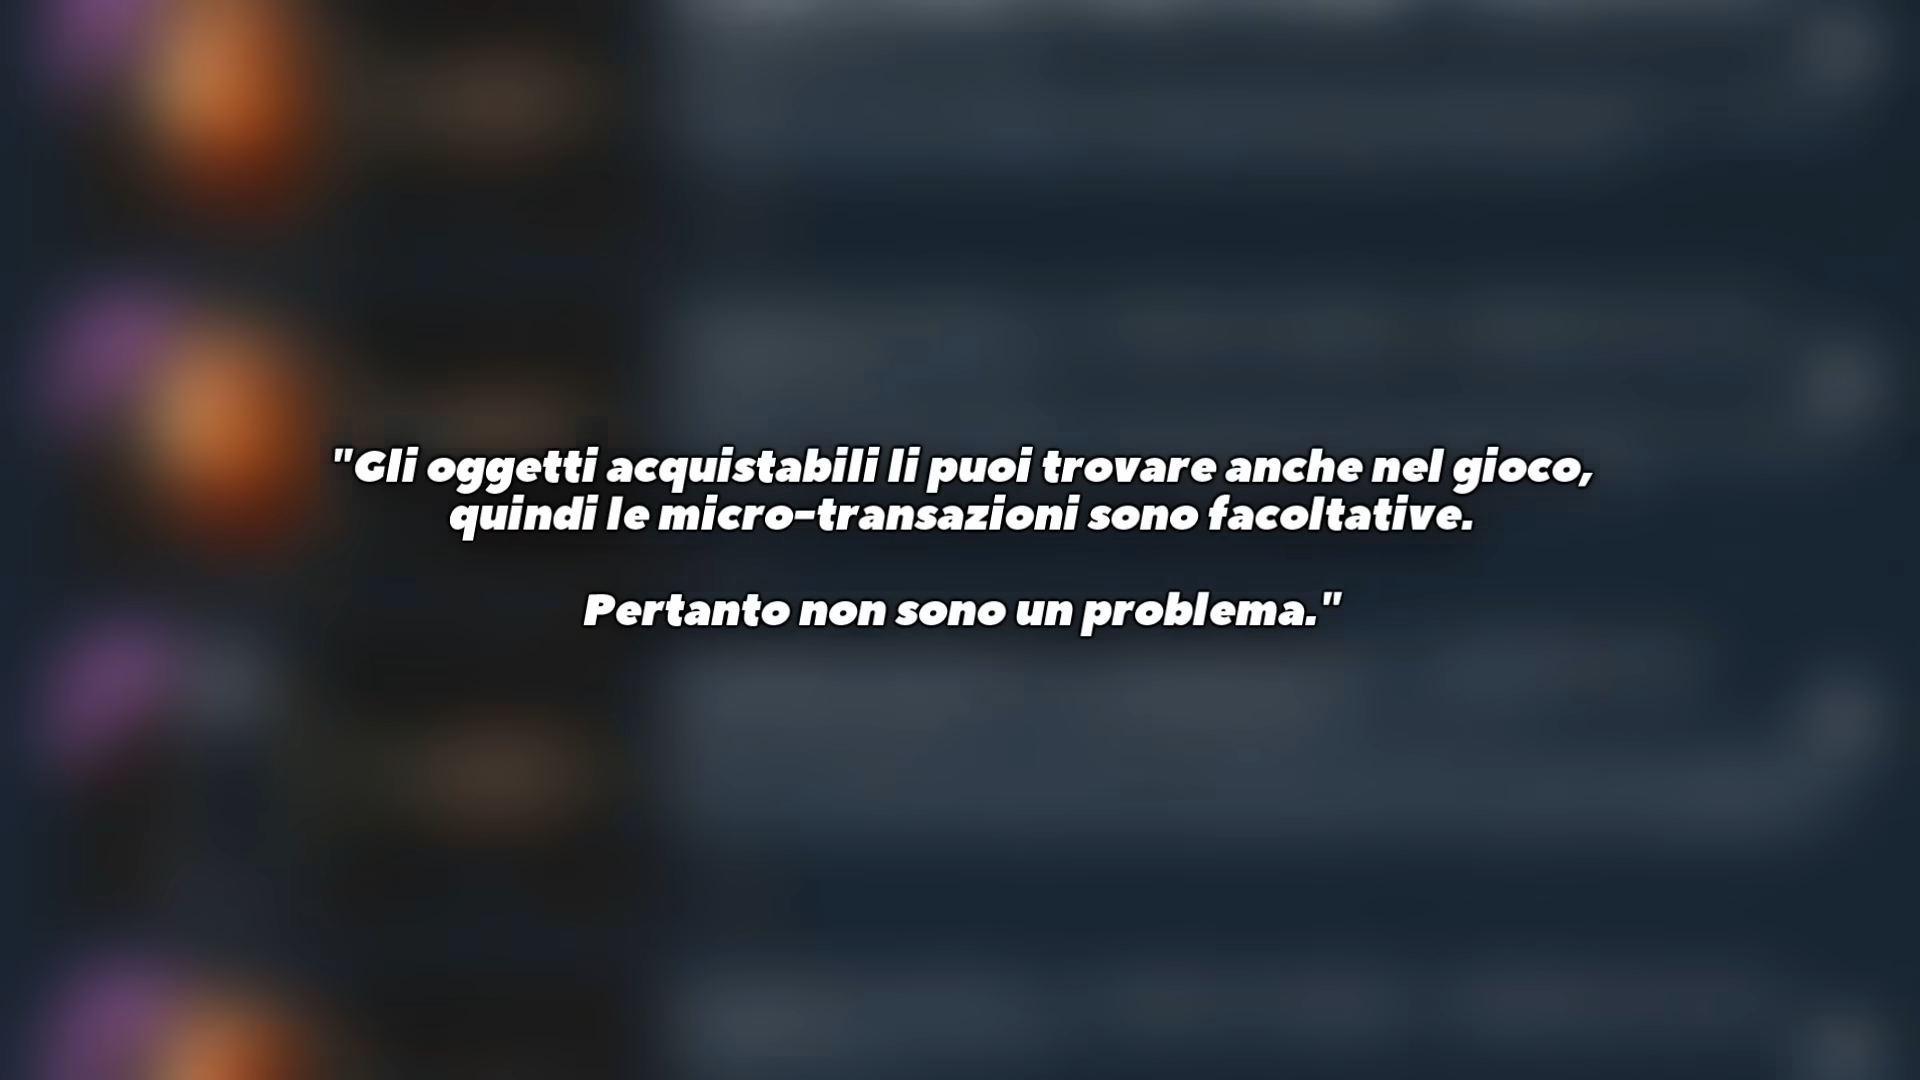 "Gli oggetti acquistabili li puoi trovare anche nel gioco,
quindi le micro-transazioni sono facoltative.
Pertanto non sono un problema."